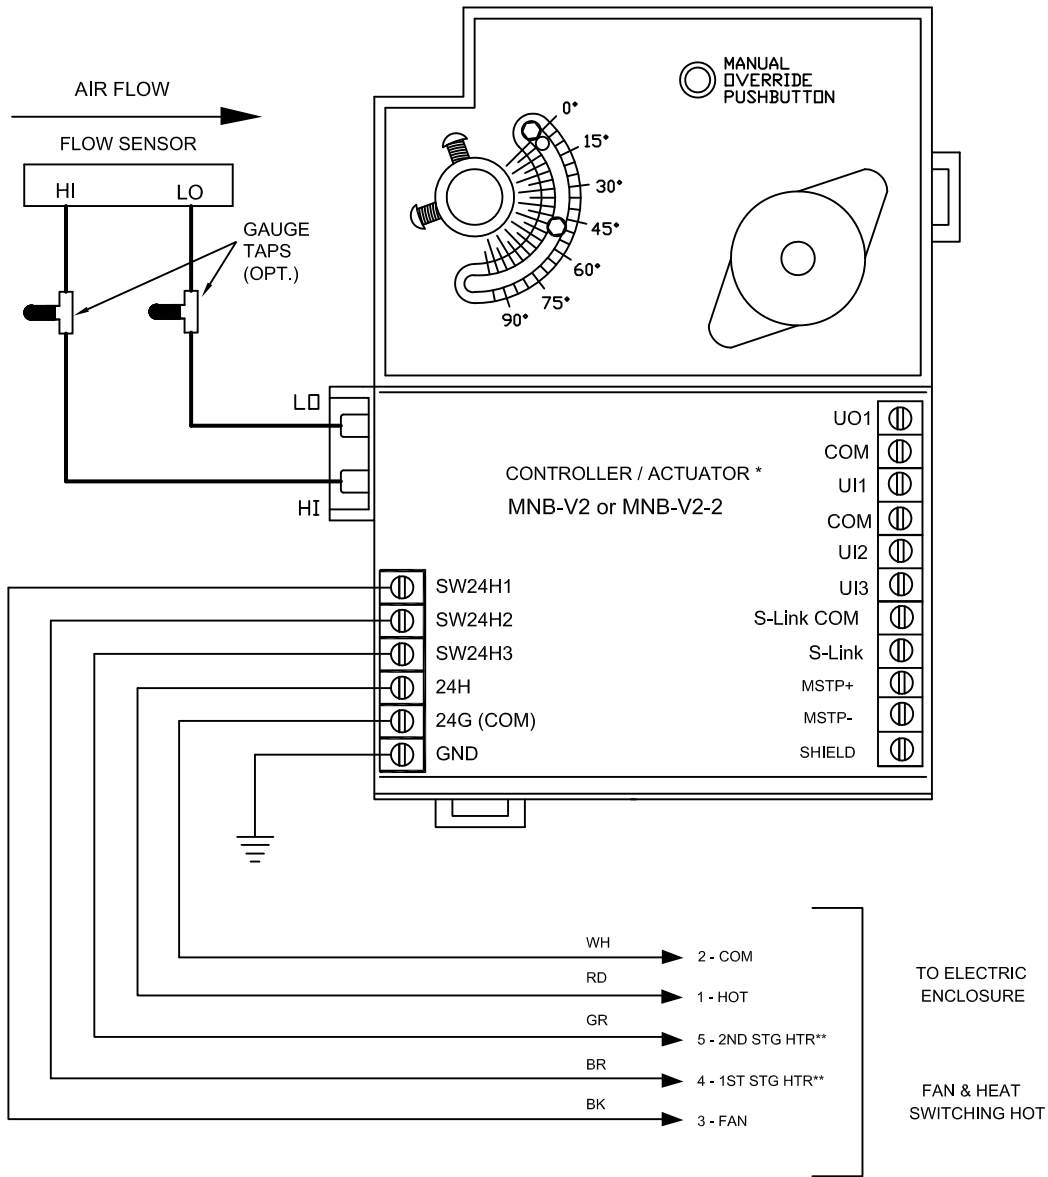 MANUAL
OVERRIDE
PUSHBUTTON
AIR FLOW
FLOW SENSOR
HI
LO
GAUGE
TAPS
(OPT.)
0°
15°
30°
45°
60°
75°
90°
LO
HI
CONTROLLER / ACTUATOR *
MNB-V2 or MNB-V2-2
UO1
COM
UI1
COM
UI2
UI3
S-Link COM
S-Link
MSTP+
MSTP-
SHIELD
SW24H1
SW24H2
SW24H3
24H
24G (COM)
GND
WH
2 - COM
RD
1 - HOT
GR
5 - 2ND STG HTR**
BR
4 - 1ST STG HTR**
BK
3 - FAN
TO ELECTRIC
ENCLOSURE
FAN & HEAT
SWITCHING HOT